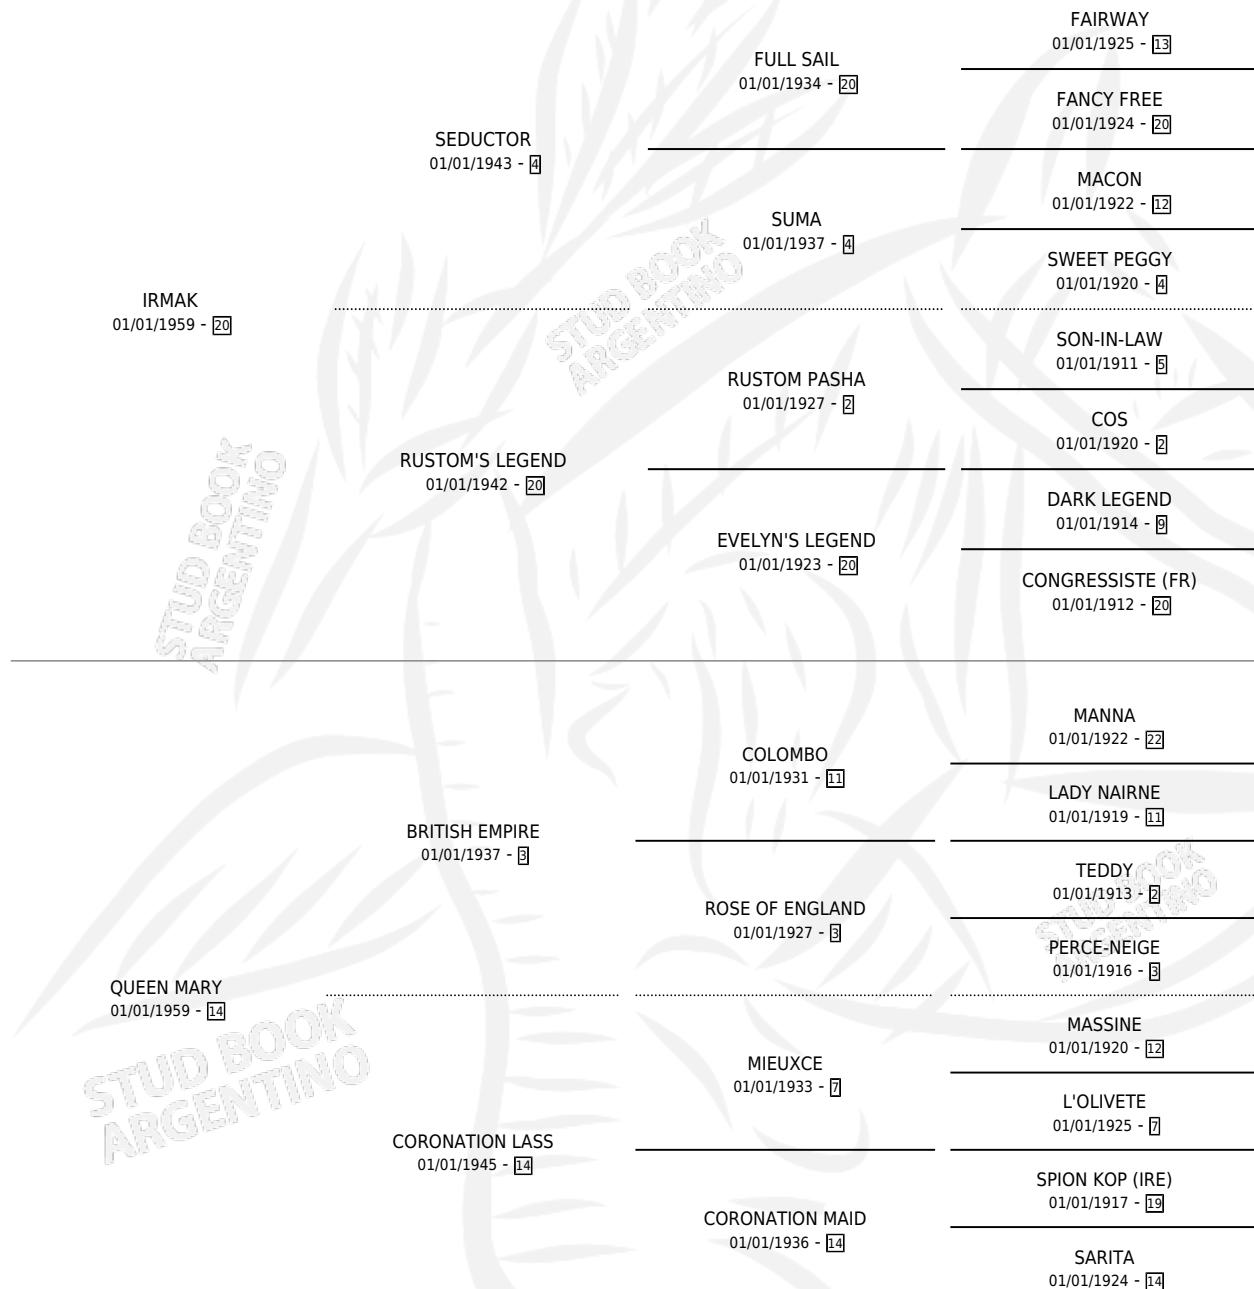 IRMAK
01/01/1959 - 20
SEDUCTOR
01/01/1943 - 4
RUSTOM'S LEGEND
01/01/1942 - 20
FULL SAIL
01/01/1934 - 20
SUMA
01/01/1937 - 4
RUSTOM PASHA
01/01/1927 - 2
EVELYN'S LEGEND
01/01/1923 - 20
FAIRWAY
01/01/1925 - 13
FANCY FREE
01/01/1924 - 20
MACON
01/01/1922 - 12
SWEET PEGGY
01/01/1920 - 4
SON-IN-LAW
01/01/1911 - 5
COS
01/01/1920 - 2
DARK LEGEND
01/01/1914 - 9
CONGRESSISTE (FR)
01/01/1912 - 20
QUEEN MARY
01/01/1959 - 14
BRITISH EMPIRE
01/01/1937 - 3
CORONATION LASS
01/01/1945 - 14
COLOMBO
01/01/1931 - 11
ROSE OF ENGLAND
01/01/1927 - 3
MIEUXCE
01/01/1933 - 7
CORONATION MAID
01/01/1936 - 14
MANNA
01/01/1922 - 22
LADY NAIRNE
01/01/1919 - 11
TEDDY
01/01/1913 - 2
PERCE-NEIGE
01/01/1916 - 3
MASSINE
01/01/1920 - 12
L'OLIVETE
01/01/1925 - 7
SPION KOP (IRE)
01/01/1917 - 19
SARITA
01/01/1924 - 14
STUD BOOK
ARGENTINO
STUD BOOK
ARGENTINO
STUD BOOK
ARGENTINO
STUD BOOK
ARGENTINO